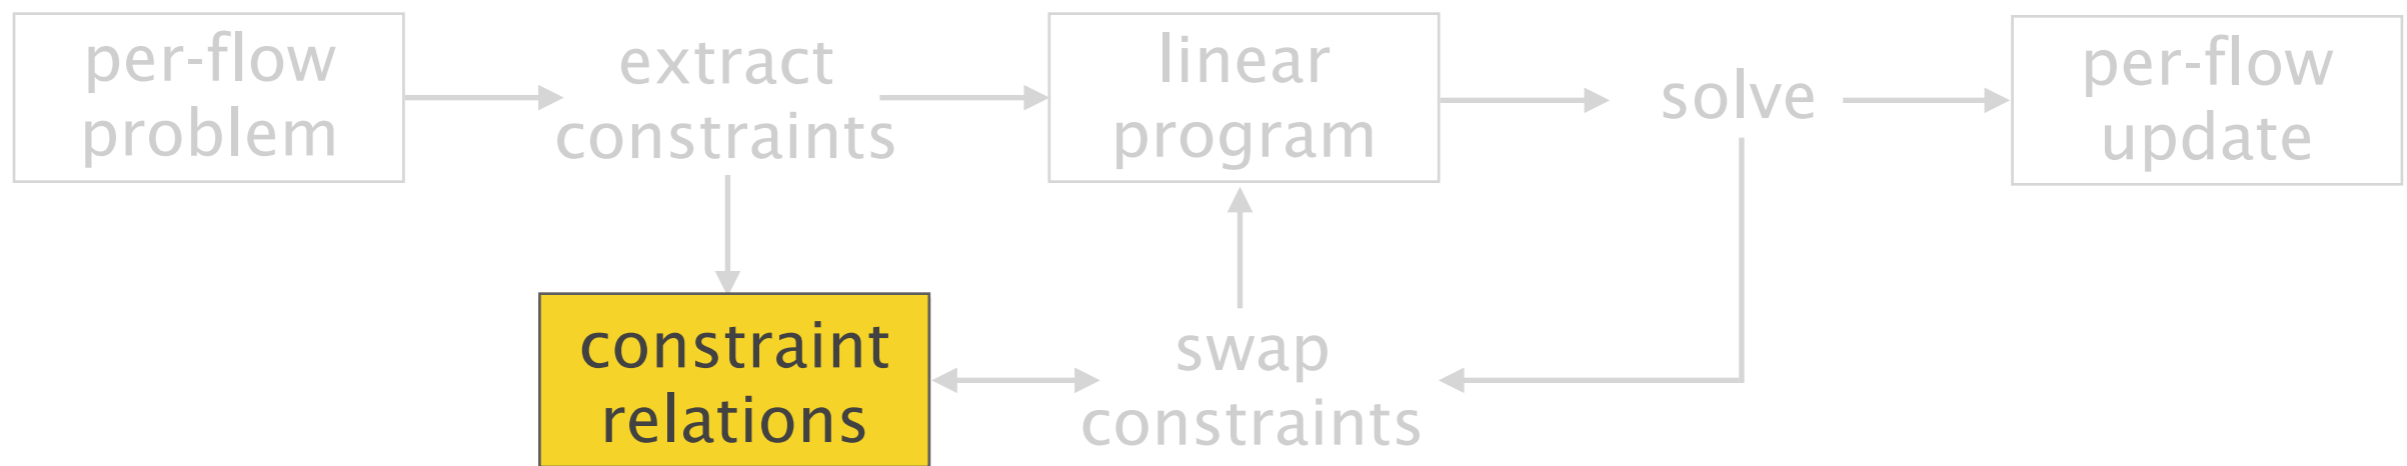 per-flow
problem
extract
constraints
linear
program
solve
per-flow
update
constraint
relations
swap
constraints